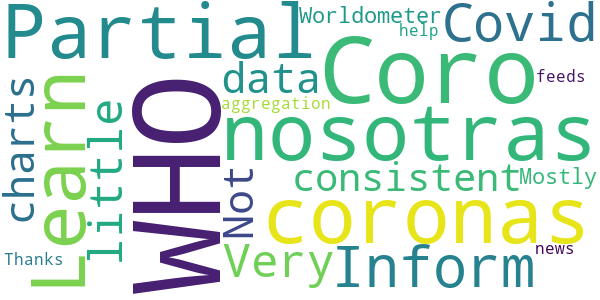 Partial
Worldometer
Covid
help
Coro
data
feeds
aggregation
charts
Learn
little
WHO
nosotras
Not
consistent
Mostly
coronas
Very
Inform
news
Thanks